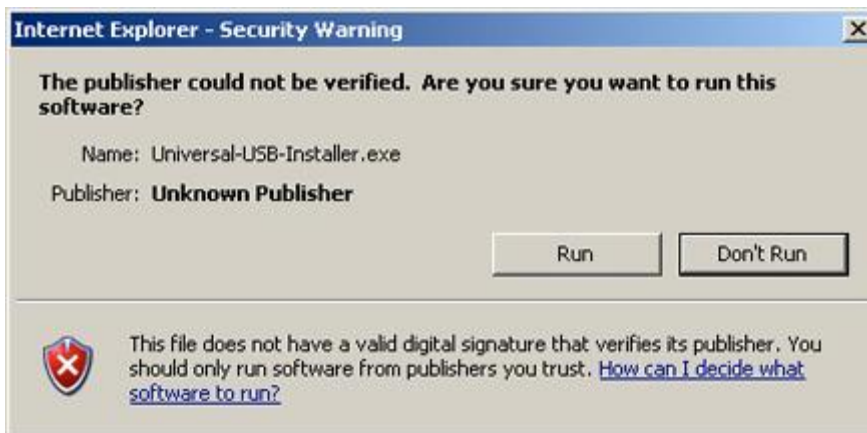 Internet Explorer - Security Warning
The publisher could not be verified.  Are you sure you want to run this
software?
Name: Universal-USB-Installer.exe
Publisher: Unknown Publisher
Run
Don't Run
This file does not have a valid digital signature that verifies its publisher. You
should only run software from publishers you trust. How can I decide what
software to run?